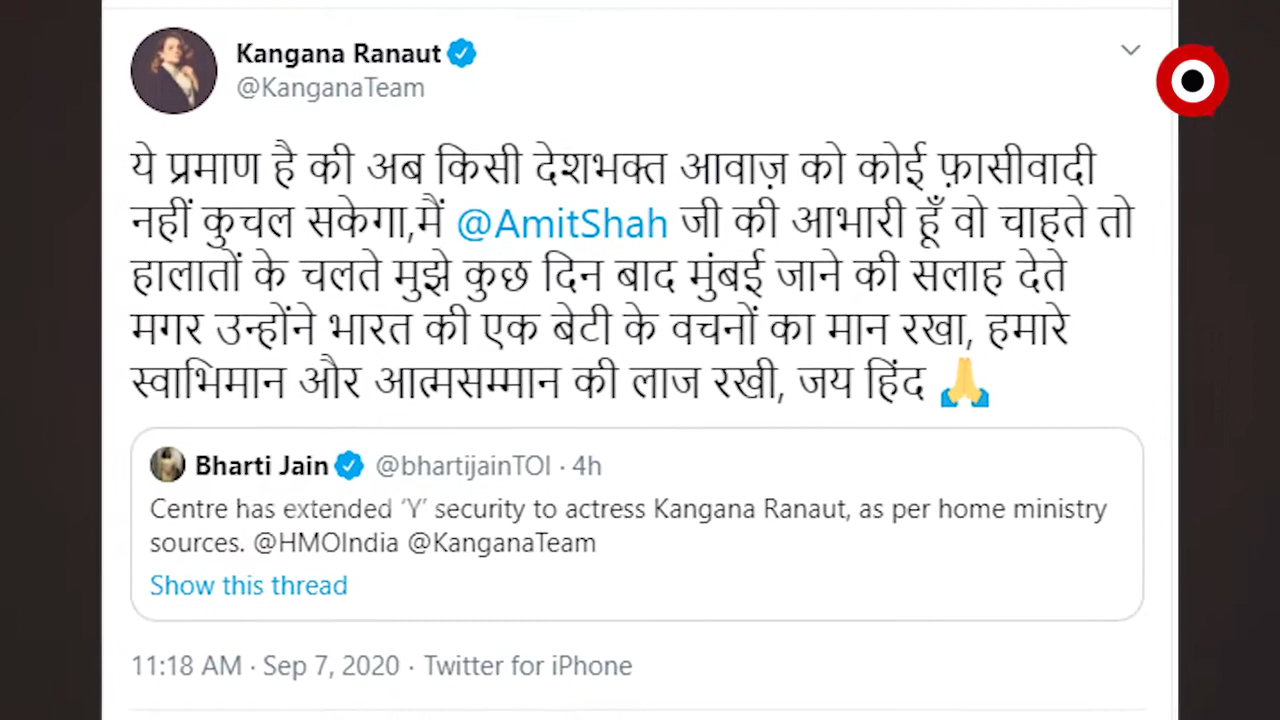 Kangana Ranaut
@KanganaTeam
ये प्रमाण है की अब किसी देशभक्त आवाज़ को कोई फ़ासीवादी
नहीं कुचल सकेगा,मैं @AmitShah जी की आभारी हूँ वो चाहते तो
हालातों के चलते मुझे कुछ दिन बाद मुंबई जाने की सलाह देते
मगर उन्होंने भारत की एक बेटी के वचनों का मान रखा, हमारे
स्वाभिमान और आत्मसम्मान की लाज रखी, जय हिंद 🙏
Bharti Jain @bhartijainTOI · 4h
Centre has extended ‘Y’ security to actress Kangana Ranaut, as per home ministry
sources. @HMOIndia @KanganaTeam
Show this thread
11:18 AM · Sep 7, 2020 · Twitter for iPhone